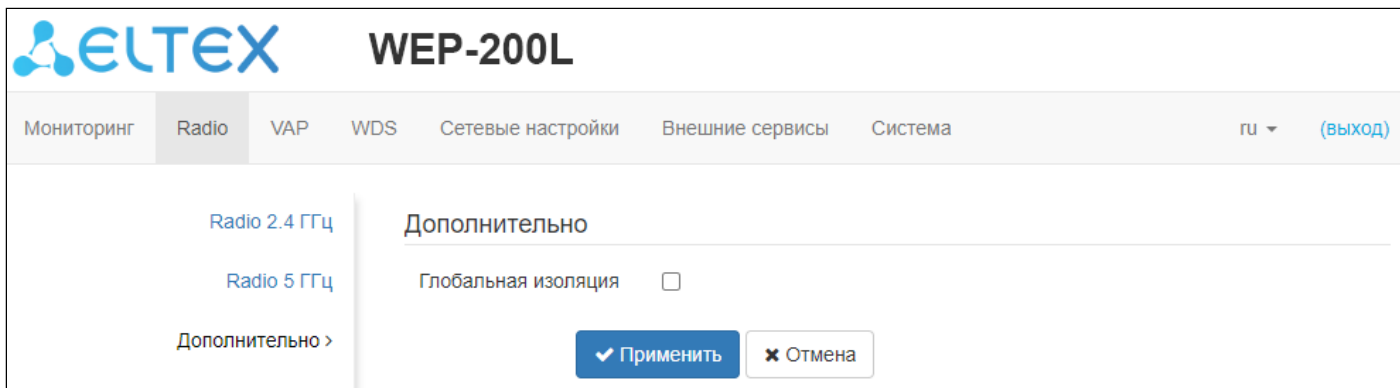 ELTEX WEP-200L
Мониторинг Radio VAP WDS Сетевые настройки Внешние сервисы Система ru (выход)
Radio 2.4 ГГц
Дополнительно
Radio 5 ГГц
Глобальная изоляция
Дополнительно >
Применить Отмена